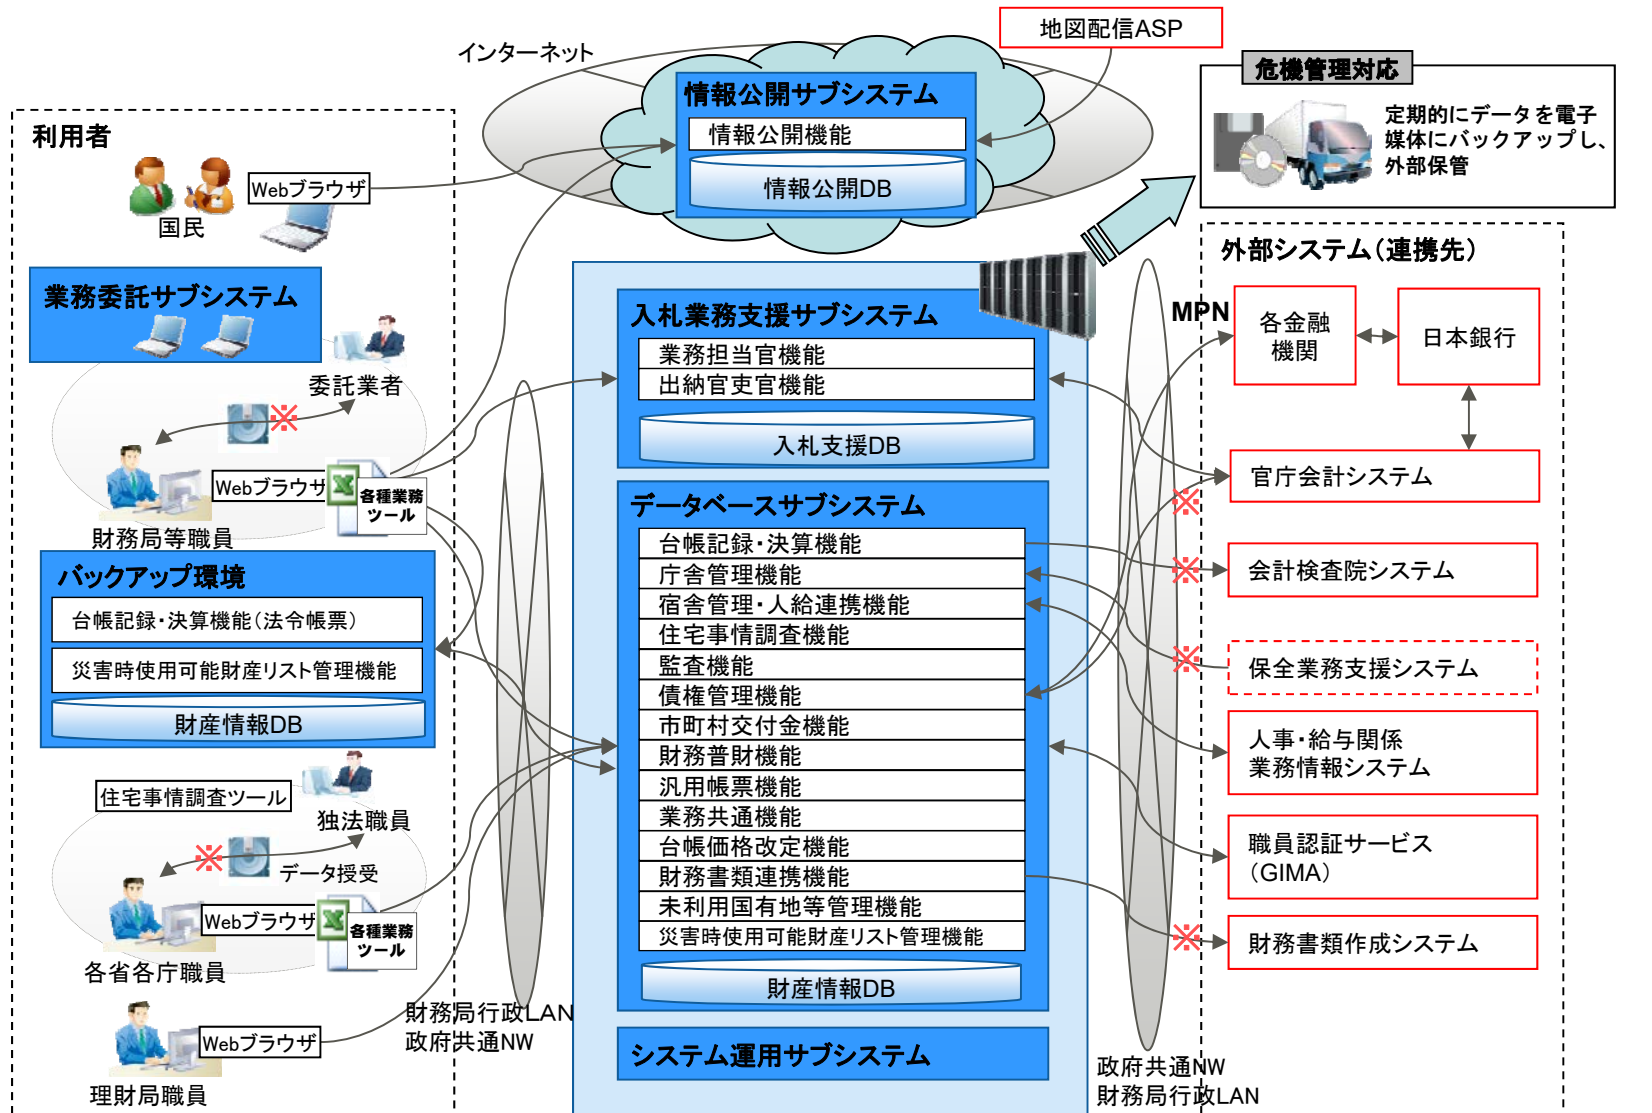 地図配信ASP
インターネット
情報公開サブシステム
情報公開機能
情報公開DB
危機管理対応
定期的にデータを電子
媒体にバックアップし、
外部保管
利用者
Webブラウザ
国民
業務委託サブシステム
委託業者
※
Webブラウザ
各種業務
ツール
財務局等職員
バックアップ環境
台帳記録・決算機能（法令帳票）
災害時使用可能財産リスト管理機能
財産情報DB
住宅事情調査ツール
独法職員
※
データ授受
Webブラウザ
各種業務
ツール
各省各庁職員
Webブラウザ
理財局職員
財務局行政LAN
政府共通NW
入札業務支援サブシステム
業務担当官機能
出納官吏官機能
入札支援DB
データベースサブシステム
台帳記録・決算機能
庁舎管理機能
宿舎管理・人給連携機能
住宅事情調査機能
監査機能
債権管理機能
市町村交付金機能
財務普財機能
汎用帳票機能
業務共通機能
台帳価格改定機能
財務書類連携機能
未利用国有地等管理機能
災害時使用可能財産リスト管理機能
財産情報DB
システム運用サブシステム
外部システム（連携先）
MPN
各金融
機関
日本銀行
官庁会計システム
※
※
会計検査院システム
※
保全業務支援システム
人事・給与関係
業務情報システム
職員認証サービス
（GIMA）
※
財務書類作成システム
政府共通NW
財務局行政LAN